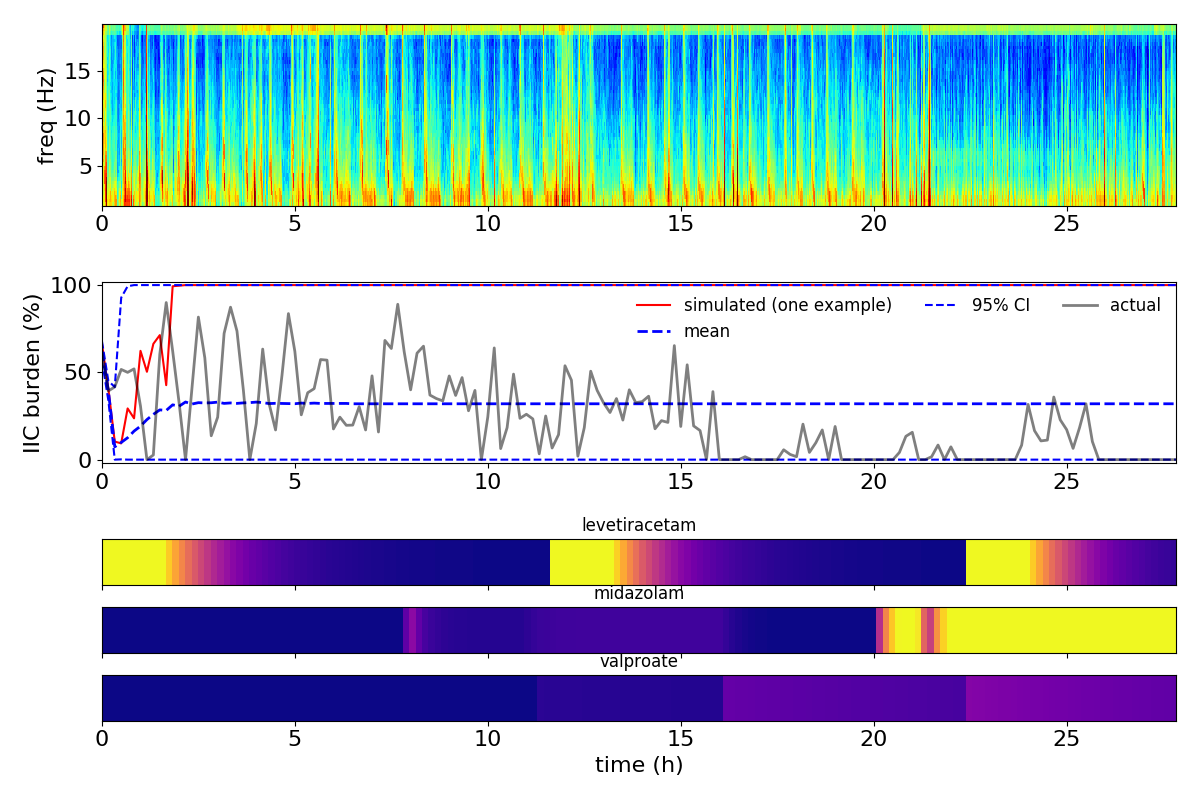 freq (Hz)
15
10
5
0 5 10 15 20 25
IIC burden (%)
100
50
0
simulated (one example)
mean
95% CI
actual
0 5 10 15 20 25
levetiracetam
midazolam
valproate
0 5 10 15 20 25
time (h)